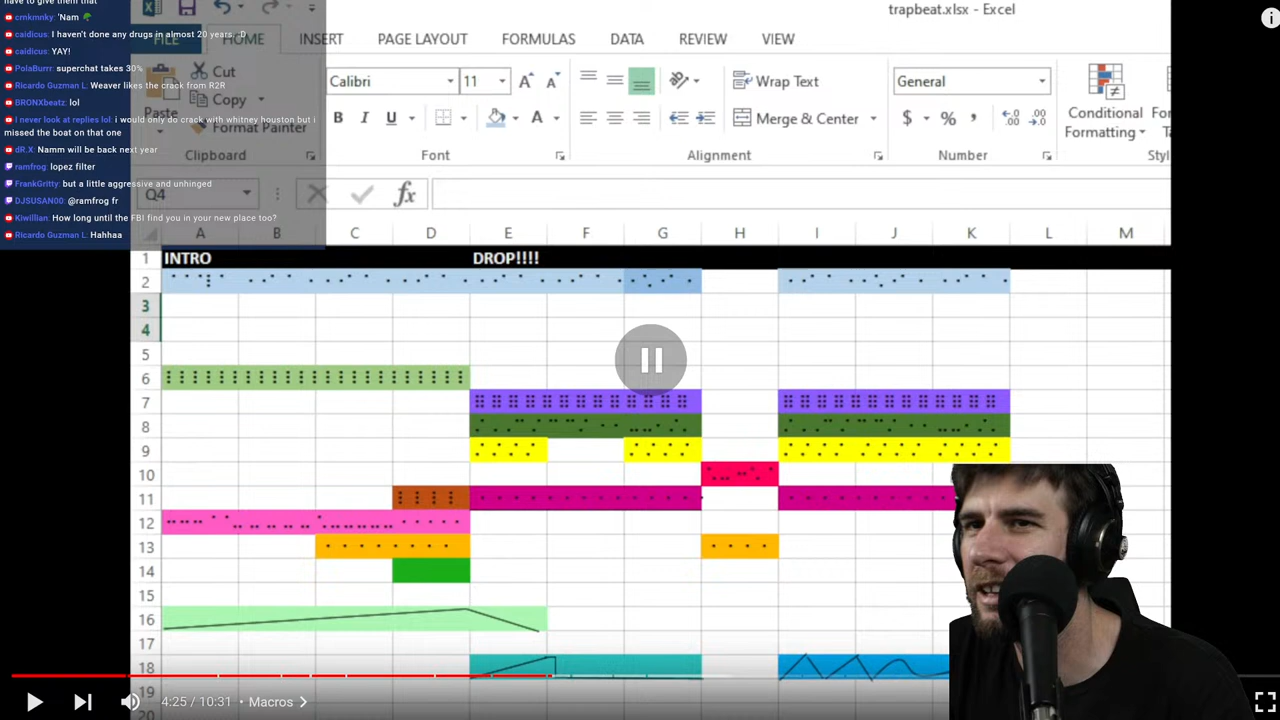 have to give them that
cmkmnky: 'Nam
caidicus: I haven't done any drugs in almost 20 years. :D
caidicus: YAY!
PolaBurr: superchat takes 30%
Ricardo Guzman L: Weaver likes the crack from R2R
BRONXbeatz: lol
I never look at replies lol: i would only do crack with whitney houston but i
missed the boat on that one
dR.X: Namm will be back next year
ramfrog: lopez filter
FrankGritty: but a little aggressive and unhinged
DJSUSAN00: @ramfrog fr
Kiwillian: How long until the FBI find you in your new place too?
Ricardo Guzman L: Hahhaa
trapbeat.xlsx - Excel
FILE HOME INSERT PAGE LAYOUT FORMULAS DATA REVIEW VIEW
Cut
Copy
Paste
Format Painter
Clipboard
Calibri 11
B I U
Font
Wrap Text
Merge & Center
Alignment
General
$ % ,
Number
Conditional
Formatting
Styl
Q4
fx
A B C D E F G H I J K L M
1 INTRO DROP!!!!
2
3
4
5
6
7
8
9
10
11
12
13
14
15
16
17
18
19
20
4:25 / 10:31 • Macros